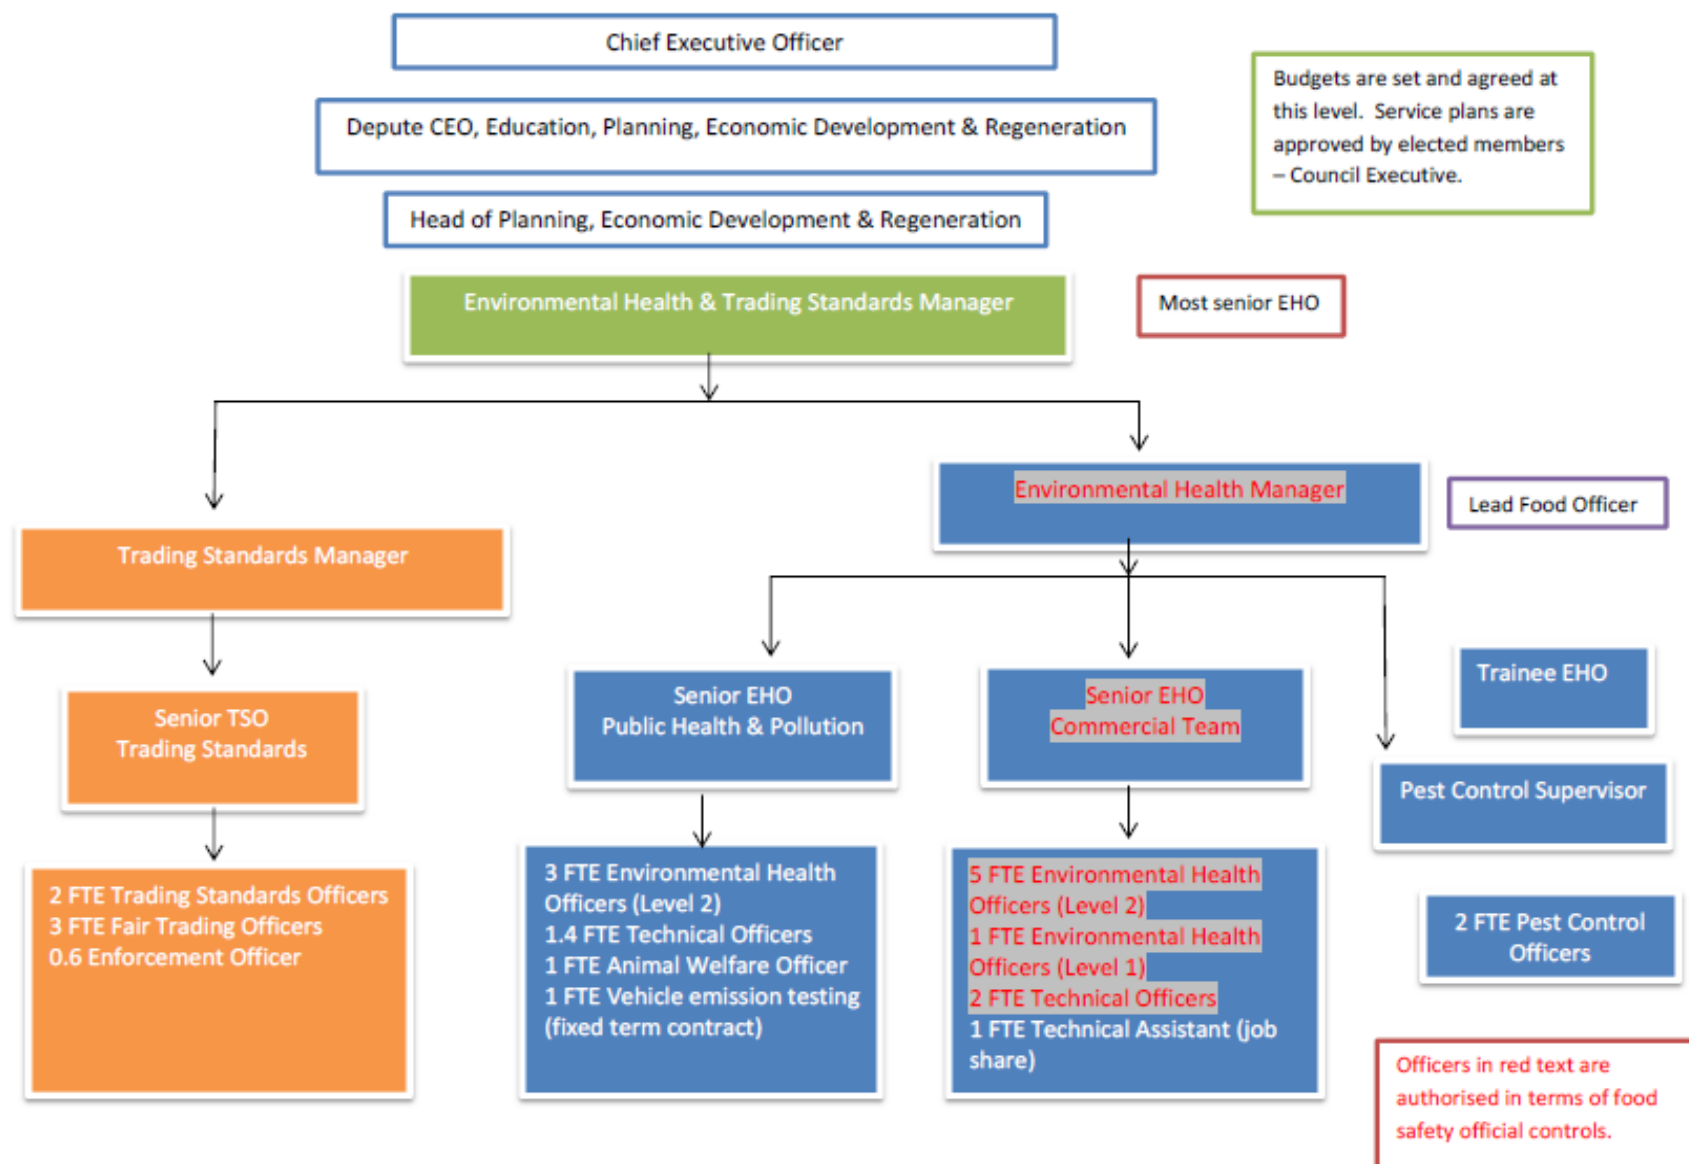 Chief Executive Officer
Depute CEO, Education, Planning, Economic Development & Regeneration
Budgets are set and agreed at
this level. Service plans are
approved by elected members
– Council Executive.
Head of Planning, Economic Development & Regeneration
Environmental Health & Trading Standards Manager
Most senior EHO
Environmental Health Manager
Lead Food Officer
Trading Standards Manager
Senior TSO
Trading Standards
Senior EHO
Public Health & Pollution
Senior EHO
Commercial Team
Trainee EHO
Pest Control Supervisor
2 FTE Trading Standards Officers
3 FTE Fair Trading Officers
0.6 Enforcement Officer
3 FTE Environmental Health
Officers (Level 2)
1.4 FTE Technical Officers
1 FTE Animal Welfare Officer
1 FTE Vehicle emission testing
(fixed term contract)
5 FTE Environmental Health
Officers (Level 2)
1 FTE Environmental Health
Officers (Level 1)
2 FTE Technical Officers
1 FTE Technical Assistant (job
share)
2 FTE Pest Control
Officers
Officers in red text are
authorised in terms of food
safety official controls.